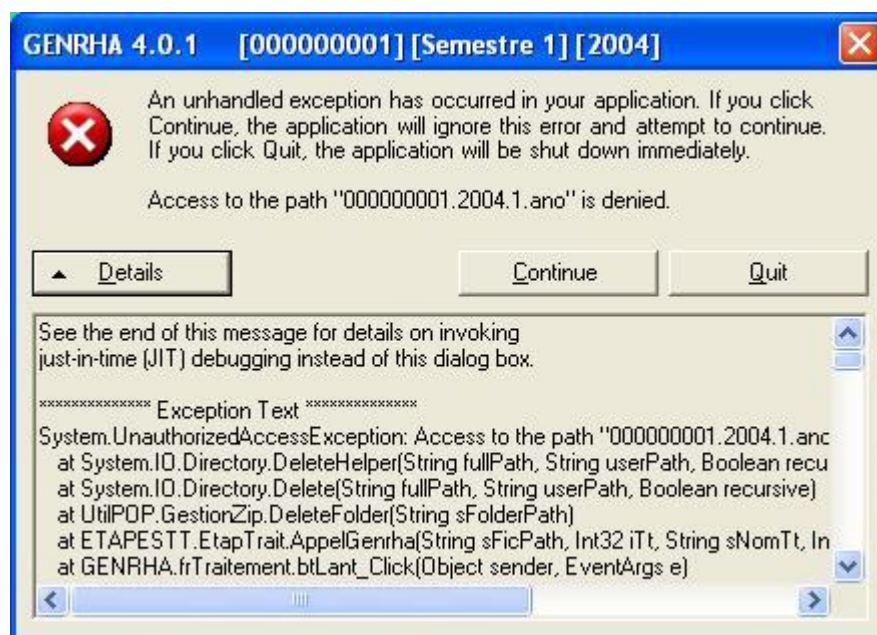 GENRHA 4.0.1 [000000001] [Semestre 1] [2004]
An unhandled exception has occurred in your application. If you click
Continue, the application will ignore this error and attempt to continue.
If you click Quit, the application will be shut down immediately.
Access to the path "000000001.2004.1.ano" is denied.
Details Continue Quit
See the end of this message for details on invoking
just-in-time (JIT) debugging instead of this dialog box.
************** Exception Text **************
System.UnauthorizedAccessException: Access to the path "000000001.2004.1.anc
at System.IO.Directory.DeleteHelper(String fullPath, String userPath, Boolean recu
at System.IO.Directory.Delete(String fullPath, String userPath, Boolean recursive)
at UtilPOP.GestionZip.DeleteFolder(String sFolderPath)
at ETAPESTT.EtapTrait.AppelGenrha(String sFicPath, Int32 iTt, String sNomTt, In
at GENRHA.frTraitement.btLant_Click(Object sender, EventArgs e)